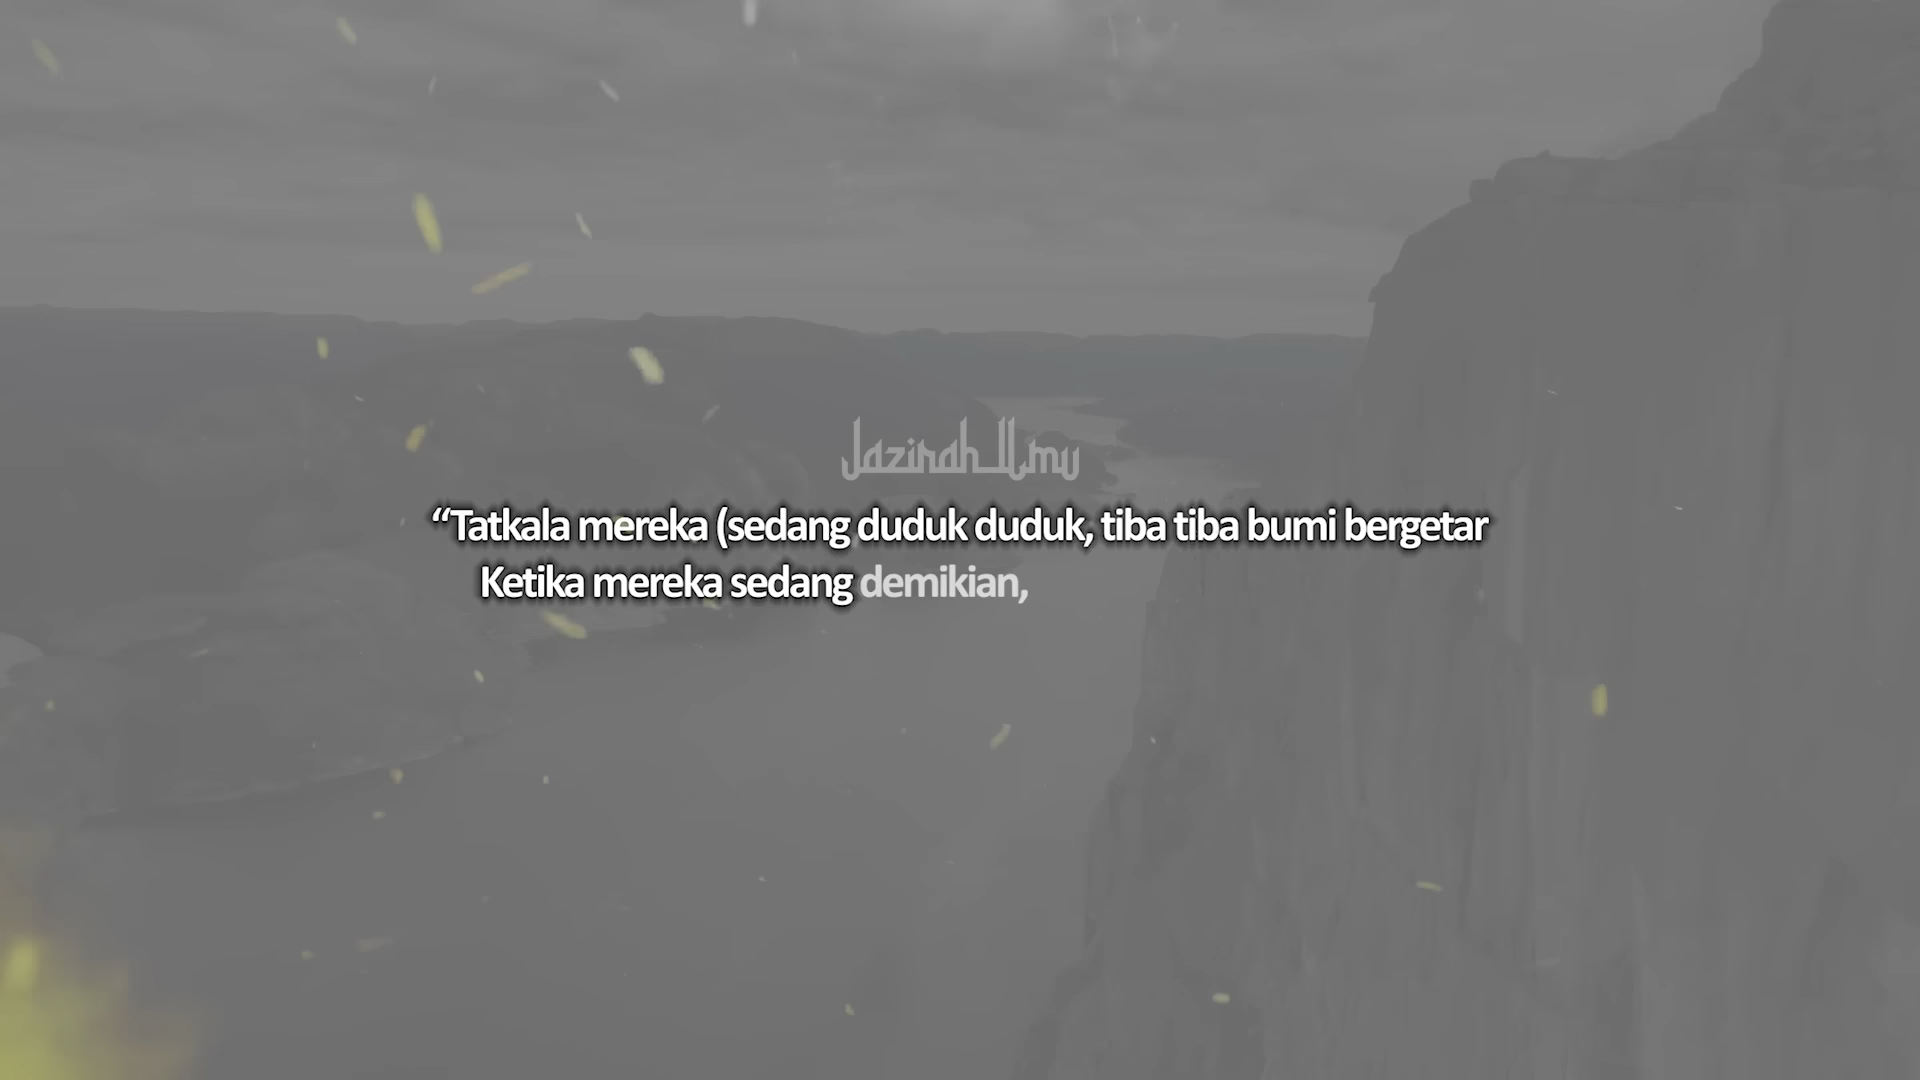 Jazirah Ilmu
“Tatkala mereka (sedang duduk duduk, tiba tiba bumi bergetar
Ketika mereka sedang demikian,